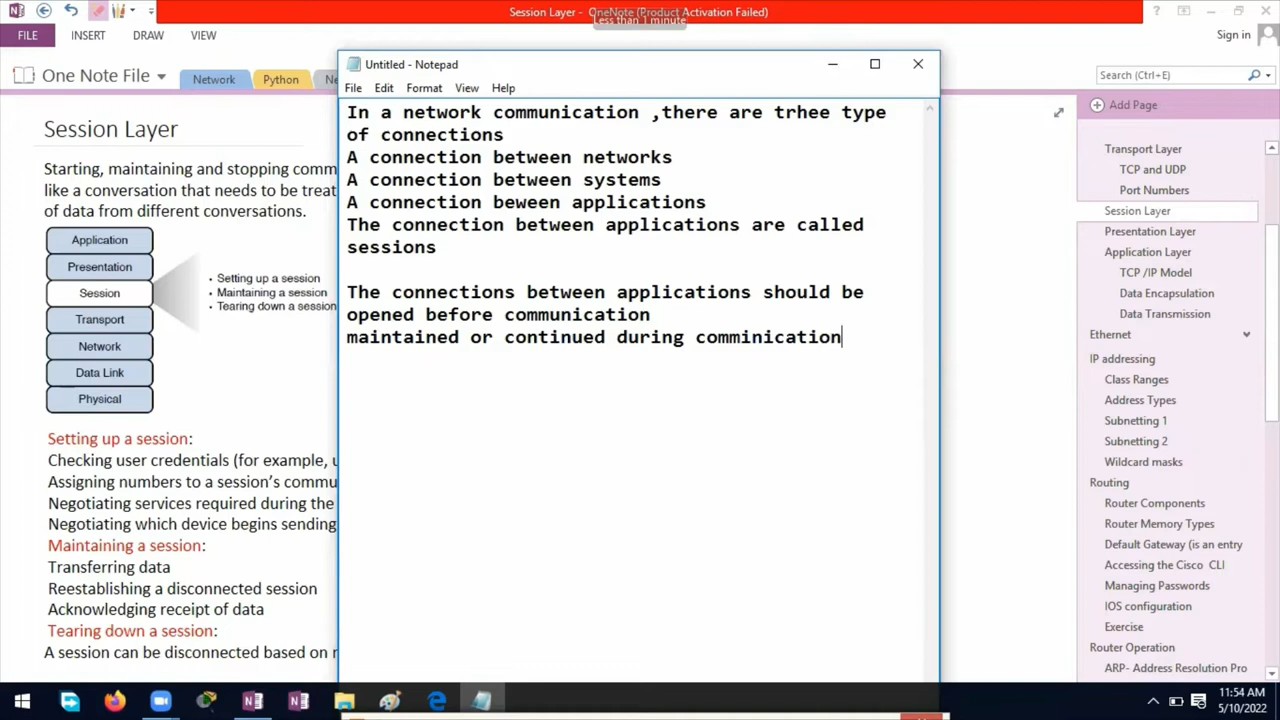 Session Layer - OneNote (Product Activation Failed)
Less than 1 minute
FILE INSERT DRAW VIEW
Sign in
One Note File
Network Python Ne
Search (Ctrl+E)
Untitled - Notepad
File Edit Format View Help
In a network communication ,there are trhee type
of connections
A connection between networks
A connection between systems
A connection beween applications
The connection between applications are called
sessions
The connections between applications should be
opened before communication
maintained or continued during comminication
Session Layer
Starting, maintaining and stopping comm
like a conversation that needs to be treat
of data from different conversations.
Application
Presentation
Session
Transport
Network
Data Link
Physical
• Setting up a session
• Maintaining a session
• Tearing down a session
Setting up a session:
Checking user credentials (for example, u
Assigning numbers to a session's commu
Negotiating services required during the
Negotiating which device begins sending
Maintaining a session:
Transferring data
Reestablishing a disconnected session
Acknowledging receipt of data
Tearing down a session:
A session can be disconnected based on
Add Page
Transport Layer
TCP and UDP
Port Numbers
Session Layer
Presentation Layer
Application Layer
TCP /IP Model
Data Encapsulation
Data Transmission
Ethernet
IP addressing
Class Ranges
Address Types
Subnetting 1
Subnetting 2
Wildcard masks
Routing
Router Components
Router Memory Types
Default Gateway (is an entry
Accessing the Cisco CLI
Managing Passwords
IOS configuration
Exercise
Router Operation
ARP- Address Resolution Pro
11:54 AM
5/10/2022